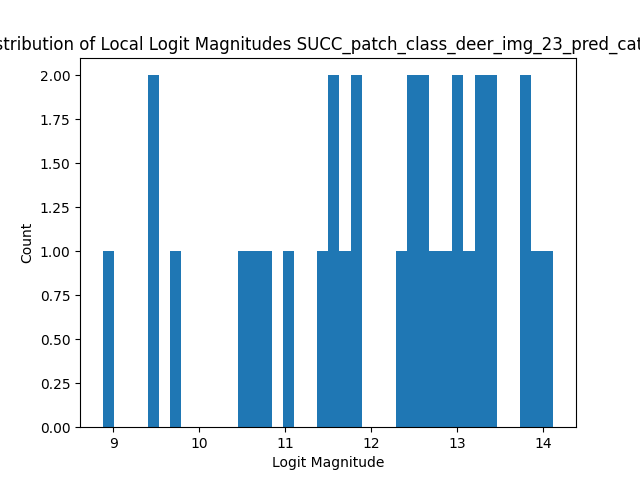 stribution of Local Logit Magnitudes SUCC_patch_class_deer_img_23_pred_cat
2.00
1.75
1.50
1.25
1.00
0.75
0.50
0.25
0.00
Count
9 10 11 12 13 14
Logit Magnitude